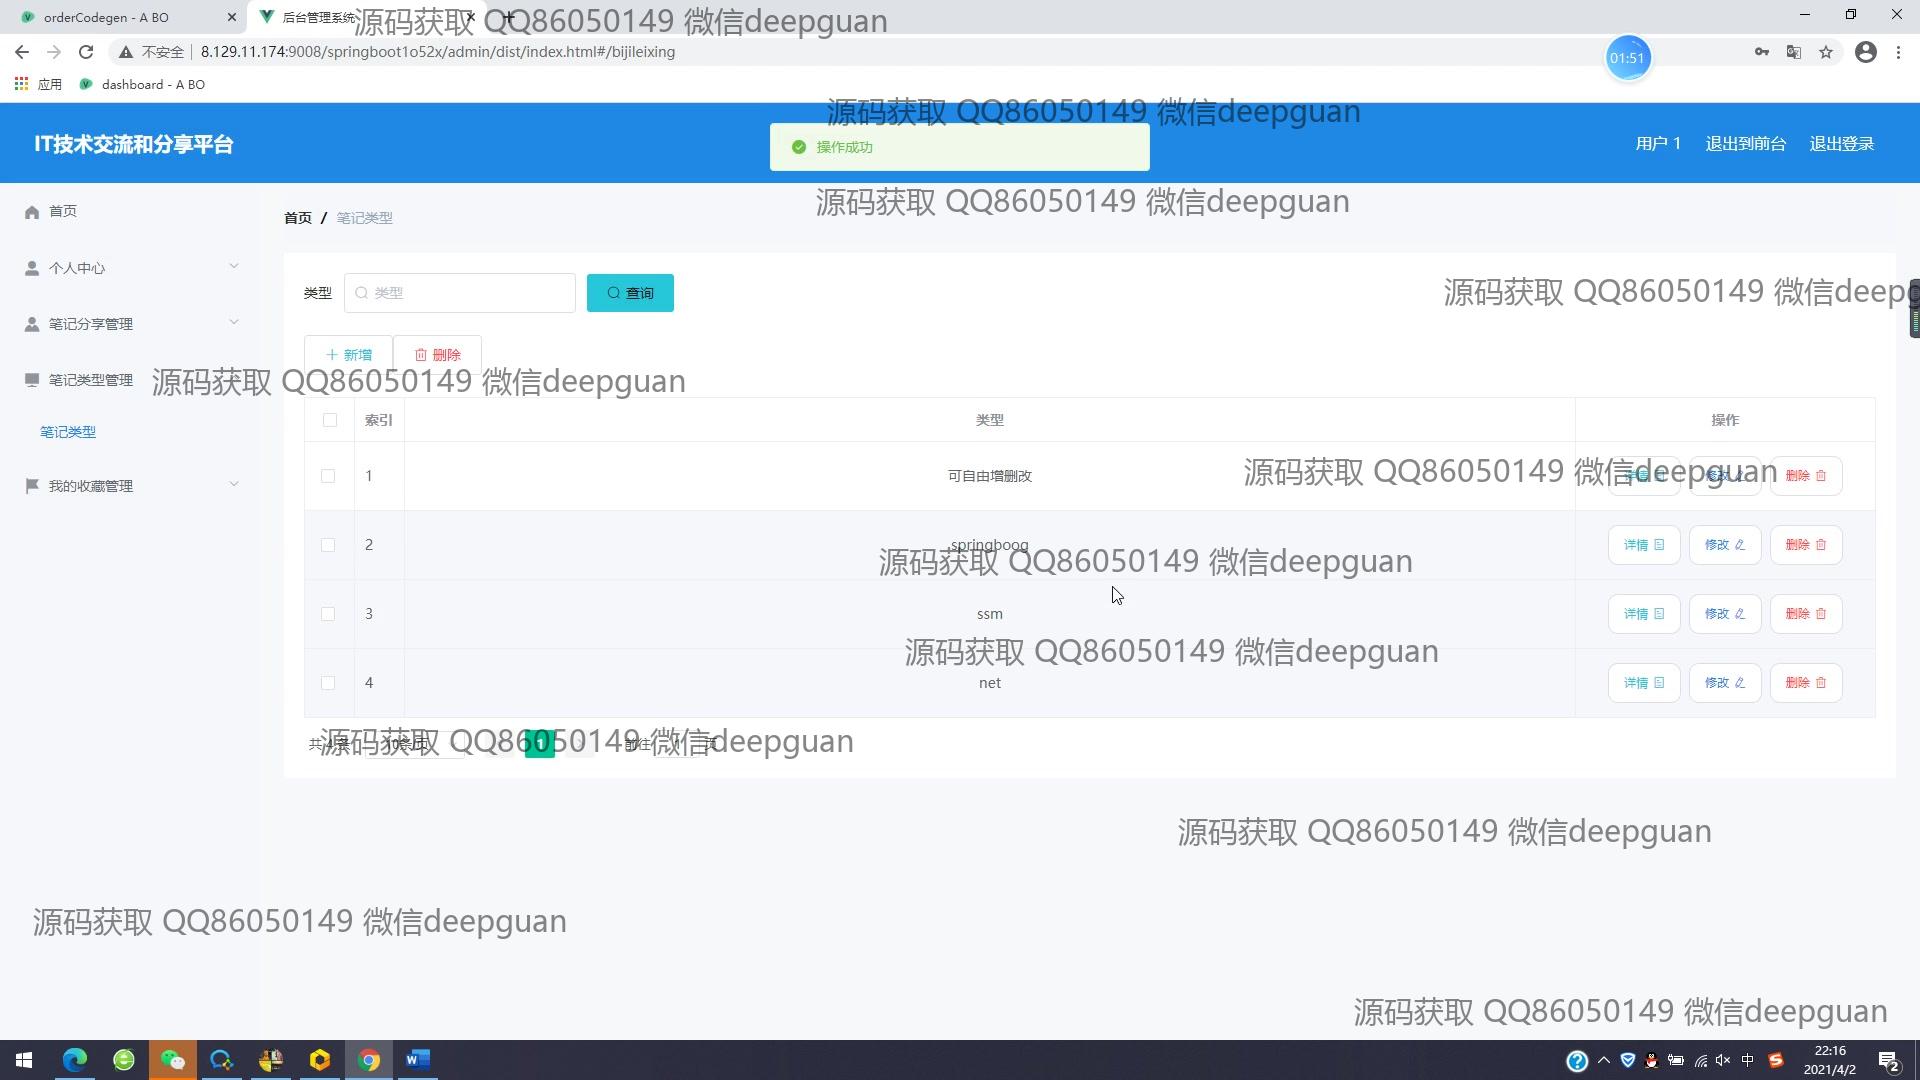 orderCodegen - A BO
后台管理系统
源码获取 QQ86050149 微信deepguan
不安全
8.129.11.174:9008/springboot1o52x/admin/dist/index.html#/bijileixing
01:51
应用
dashboard - A BO
源码获取 QQ86050149 微信deepguan
IT技术交流和分享平台
操作成功
用户 1
退出到前台
退出登录
源码获取 QQ86050149 微信deepguan
首页
首页 / 笔记类型
个人中心
类型
类型
查询
源码获取 QQ86050149 微信deep
笔记分享管理
新增
删除
笔记类型管理
源码获取 QQ86050149 微信deepguan
索引
类型
操作
笔记类型
1
可自由增删改
详情
修改
删除
源码获取 QQ86050149 微信deepguan
我的收藏管理
2
springboog
详情
修改
删除
源码获取 QQ86050149 微信deepguan
3
ssm
详情
修改
删除
源码获取 QQ86050149 微信deepguan
4
net
详情
修改
删除
共 4 条
10条/页
1
前往
1
页
源码获取 QQ86050149 微信deepguan
源码获取 QQ86050149 微信deepguan
源码获取 QQ86050149 微信deepguan
源码获取 QQ86050149 微信deepguan
中
22:16
2021/4/2
2